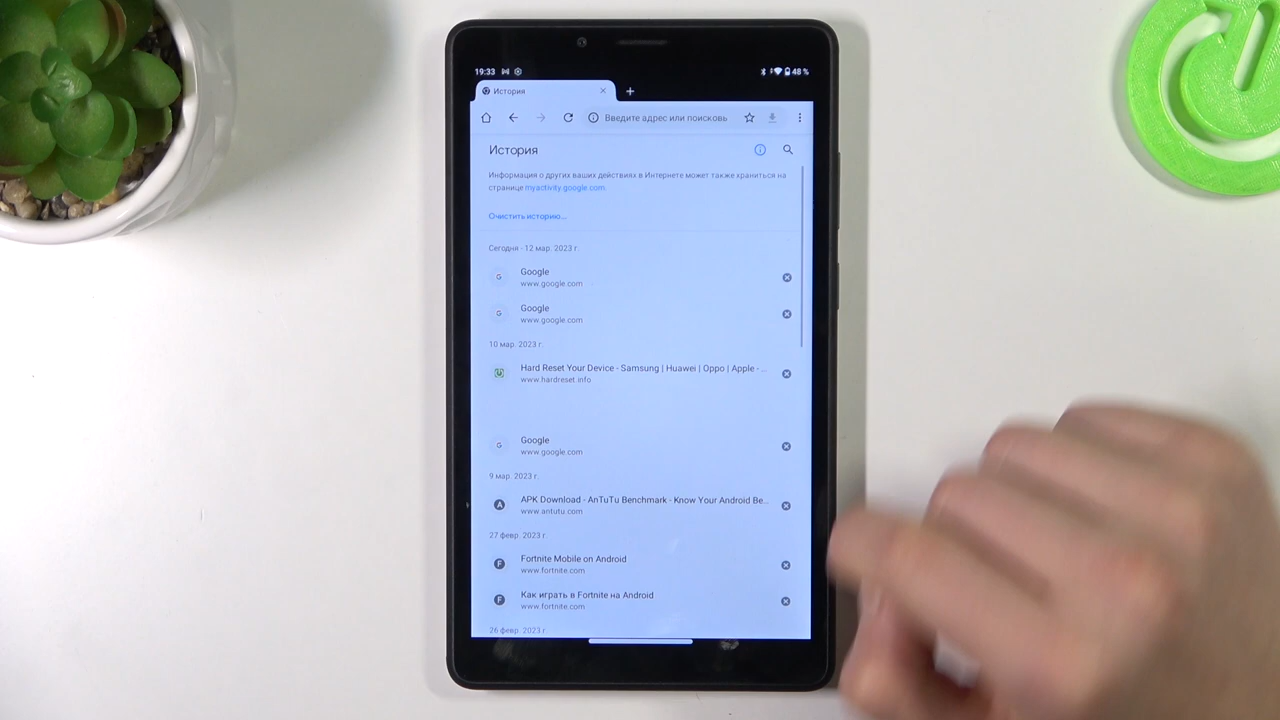 19:33
48 %
История
Введите адрес или поисковь
История
Информация о других ваших действиях в Интернете может также храниться на
странице myactivity.google.com.
Очистить историю…
Сегодня - 12 мар. 2023 г.
Google
www.google.com
Google
www.google.com
10 мар. 2023 г.
Hard Reset Your Device - Samsung | Huawei | Oppo | Apple - ...
www.hardreset.info
Google
www.google.com
9 мар. 2023 г.
APK Download - AnTuTu Benchmark - Know Your Android Be...
www.antutu.com
27 февр. 2023 г.
Fortnite Mobile on Android
www.fortnite.com
Как играть в Fortnite на Android
www.fortnite.com
26 февр. 2023 г.